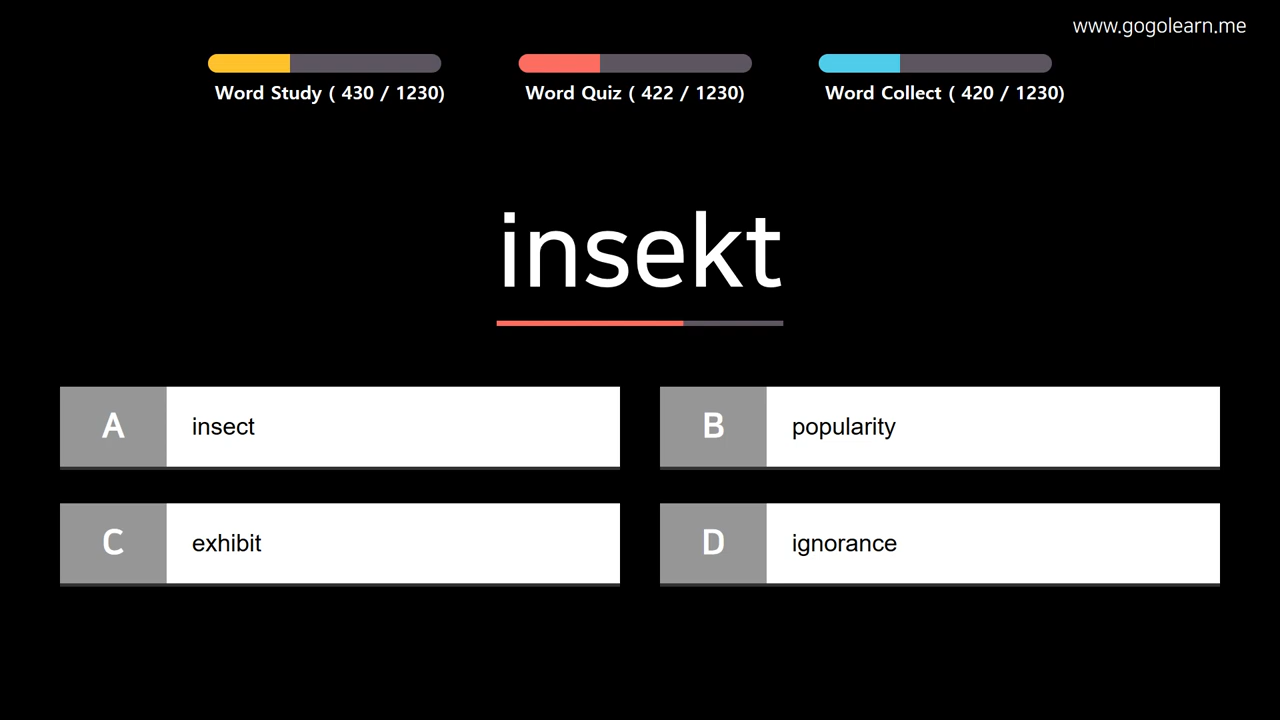 www.gogolearn.me
Word Study ( 430 / 1230)
Word Quiz ( 422 / 1230)
Word Collect ( 420 / 1230)
insekt
A insect
B popularity
C exhibit
D ignorance